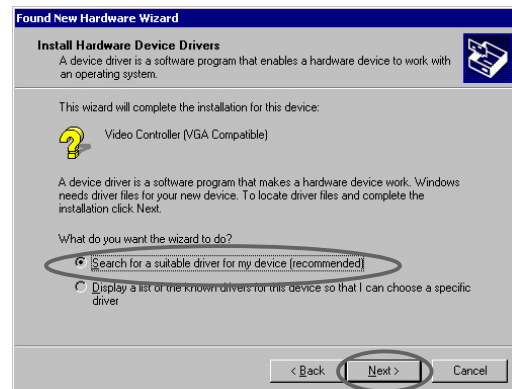 Found New Hardware Wizard
Install Hardware Device Drivers
A device driver is a software program that enables a hardware device to work with
an operating system.
This wizard will complete the installation for this device:
Video Controller (VGA Compatible)
A device driver is a software program that makes a hardware device work. Windows
needs driver files for your new device. To locate driver files and complete the
installation click Next.
What do you want the wizard to do?
Search for a suitable driver for my device (recommended)
Display a list of the known drivers for this device so that I can choose a specific
driver
< Back Next > Cancel